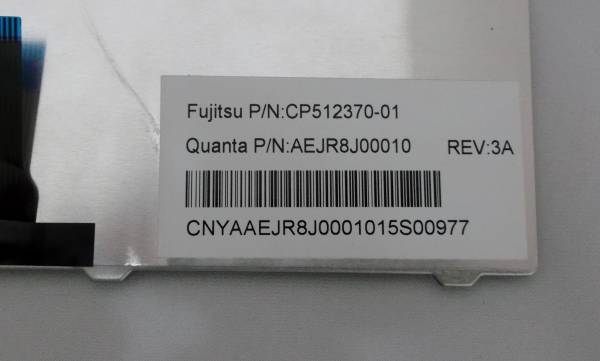 Fujitsu P/N:CP512370-01
Quanta P/N:AEJR8J00010 REV:3A
CNYAAEJR8J0001015S00977